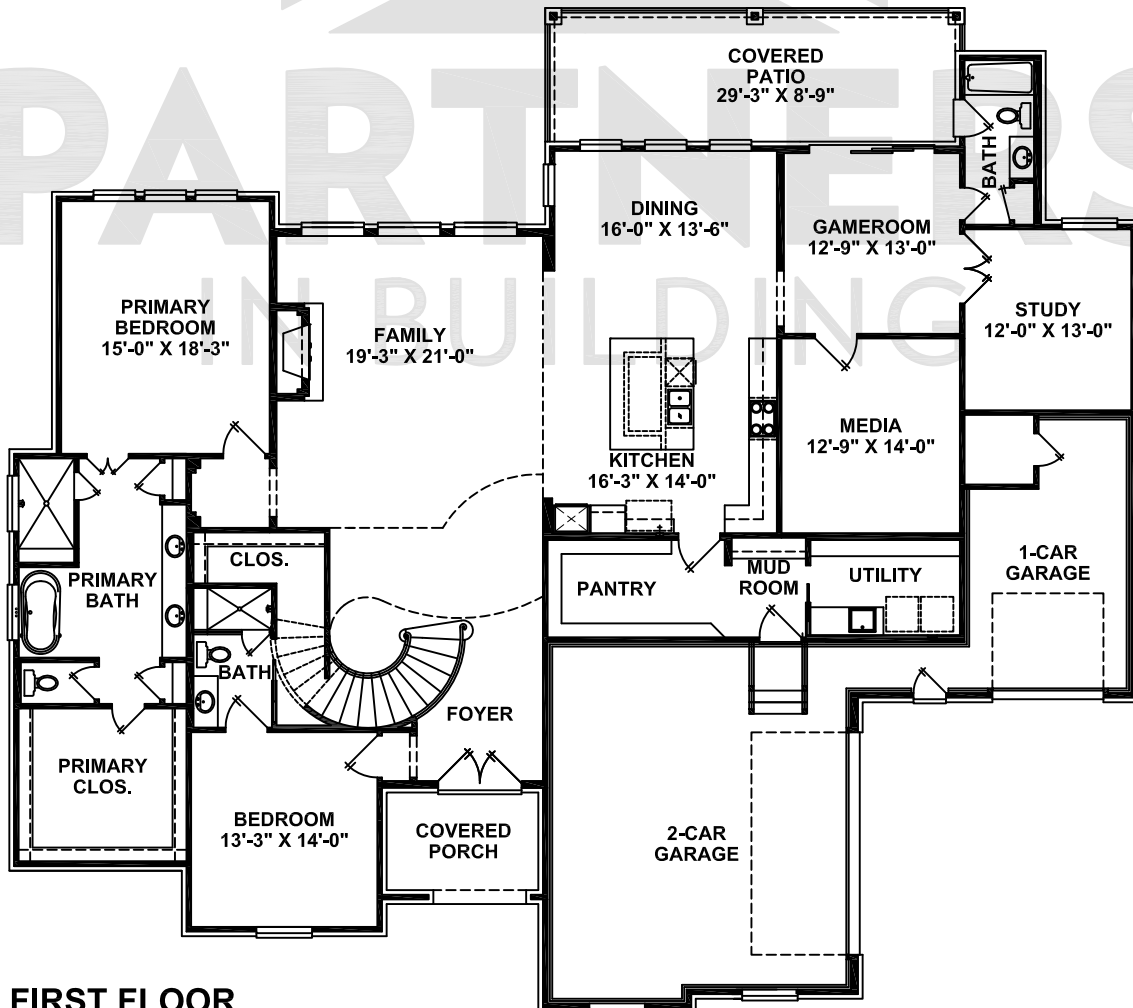 PARTNERS
IN BUILDING
COVERED
PATIO
29'-3" X 8'-9"
BATH
DINING
16'-0" X 13'-6"
GAMEROOM
12'-9" X 13'-0"
PRIMARY
BEDROOM
15'-0" X 18'-3"
FAMILY
19'-3" X 21'-0"
STUDY
12'-0" X 13'-0"
MEDIA
12'-9" X 14'-0"
KITCHEN
16'-3" X 14'-0"
CLOS.
PRIMARY
BATH
PANTRY
MUD
ROOM
UTILITY
1-CAR
GARAGE
BATH
FOYER
PRIMARY
CLOS.
BEDROOM
13'-3" X 14'-0"
COVERED
PORCH
2-CAR
GARAGE
FIRST FLOOR